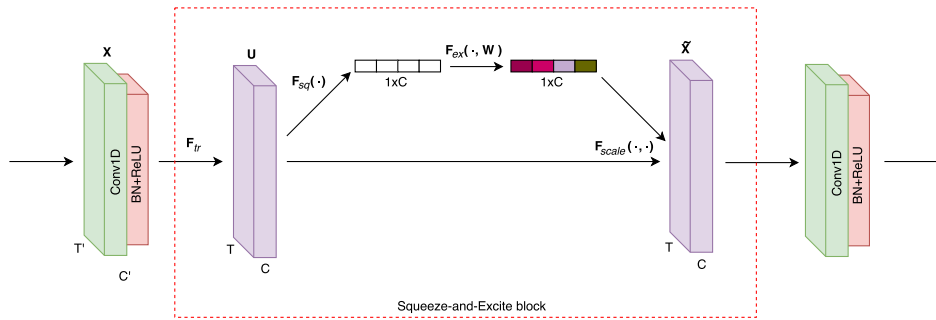 X
Conv1D
BN+ReLU
T'
C'
F_tr
U
T
C
F_sq(·)
1xC
F_ex(·, W)
1xC
F_scale(·,·)
X̃
T
C
Conv1D
BN+ReLU
Squeeze-and-Excite block